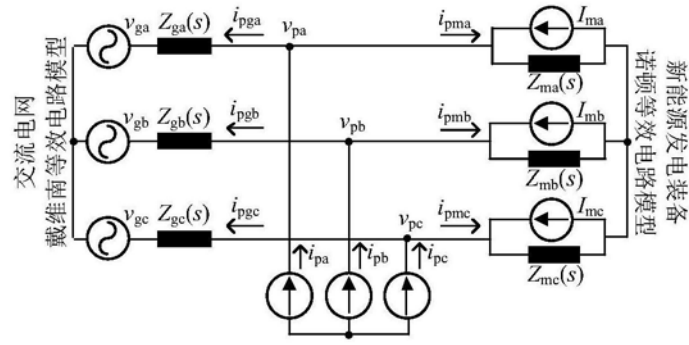 v_ga Z_ga(s) i_pga v_pa i_pma I_ma
Z_ma(s)
v_gb Z_gb(s) i_pgb v_pb i_pmb I_mb
Z_mb(s)
v_gc Z_gc(s) i_pgc v_pc i_pmc I_mc
Z_mc(s)
i_pa i_pb i_pc
交流电网
戴维南等效电路模型
诺顿等效电路模型
新能源发电装备